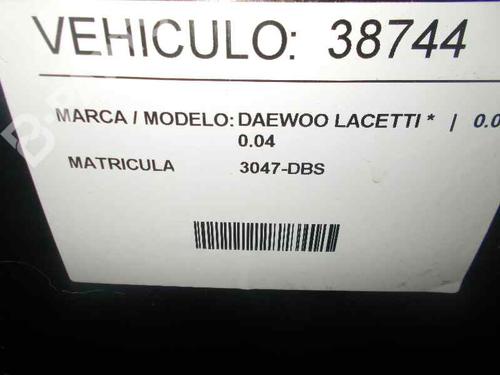 VEHICULO: 38744
MARCA / MODELO: DAEWOO LACETTI * | 0.0
0.04
MATRICULA 3047-DBS